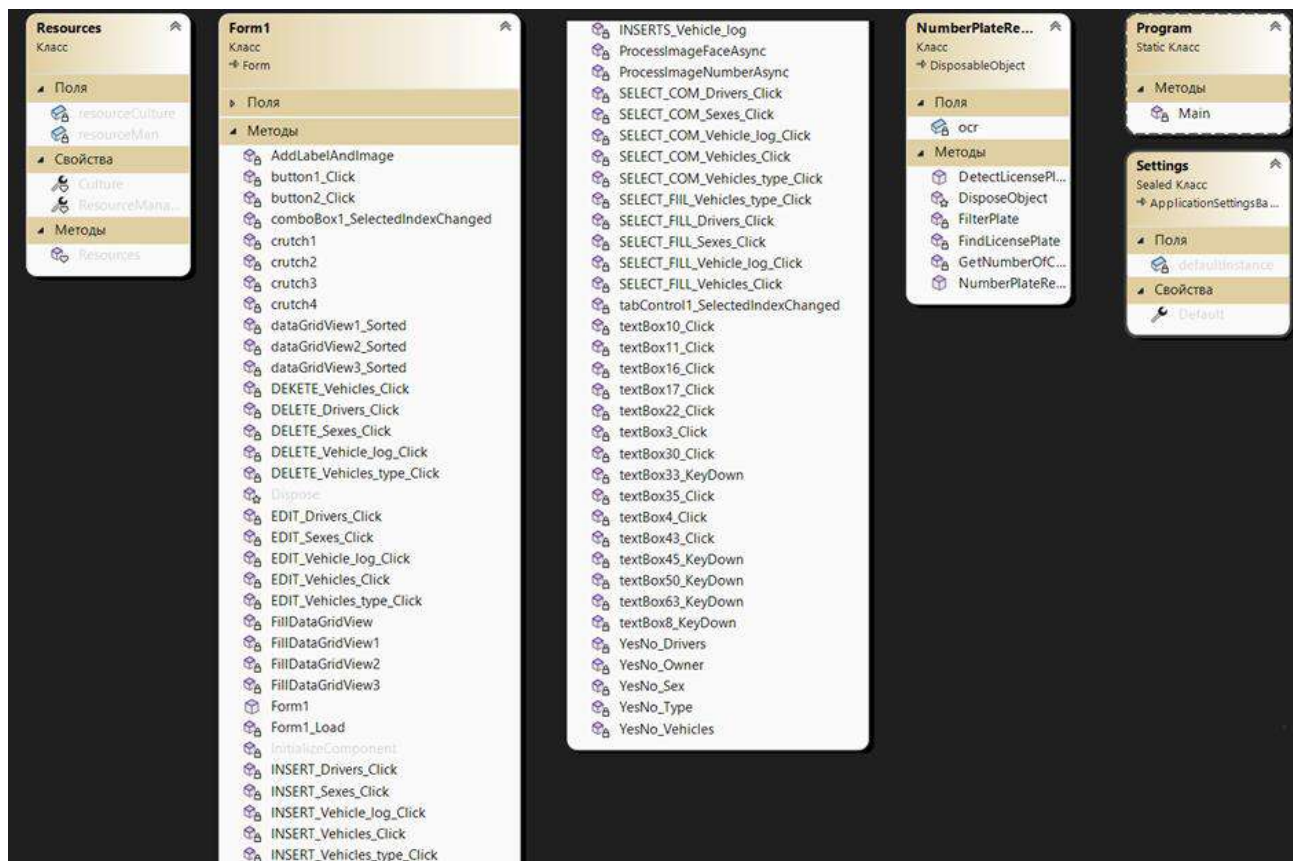 Resources
Класс
Поля
resourceCulture
resourceMan
Свойства
Culture
ResourceMana...
Методы
Resources
Form1
Класс
Form
Поля
Методы
AddLabelAndImage
button1_Click
button2_Click
comboBox1_SelectedIndexChanged
crutch1
crutch2
crutch3
crutch4
dataGridView1_Sorted
dataGridView2_Sorted
dataGridView3_Sorted
DEKETE_Vehicles_Click
DELETE_Drivers_Click
DELETE_Sexes_Click
DELETE_Vehicle_log_Click
DELETE_Vehicles_type_Click
Dispose
EDIT_Drivers_Click
EDIT_Sexes_Click
EDIT_Vehicle_log_Click
EDIT_Vehicles_Click
EDIT_Vehicles_type_Click
FillDataGridView
FillDataGridView1
FillDataGridView2
FillDataGridView3
Form1
Form1_Load
InitializeComponent
INSERT_Drivers_Click
INSERT_Sexes_Click
INSERT_Vehicle_log_Click
INSERT_Vehicles_Click
INSERT_Vehicles_type_Click
INSERTS_Vehicle_log
ProcessImageFaceAsync
ProcessImageNumberAsync
SELECT_COM_Drivers_Click
SELECT_COM_Sexes_Click
SELECT_COM_Vehicle_log_Click
SELECT_COM_Vehicles_Click
SELECT_COM_Vehicles_type_Click
SELECT_FIIL_Vehicles_type_Click
SELECT_FILL_Drivers_Click
SELECT_FILL_Sexes_Click
SELECT_FILL_Vehicle_log_Click
SELECT_FILL_Vehicles_Click
tabControl1_SelectedIndexChanged
textBox10_Click
textBox11_Click
textBox16_Click
textBox17_Click
textBox22_Click
textBox3_Click
textBox30_Click
textBox33_KeyDown
textBox35_Click
textBox4_Click
textBox43_Click
textBox45_KeyDown
textBox50_KeyDown
textBox63_KeyDown
textBox8_KeyDown
YesNo_Drivers
YesNo_Owner
YesNo_Sex
YesNo_Type
YesNo_Vehicles
NumberPlateRe...
Класс
DisposableObject
Поля
ocr
Методы
DetectLicensePl...
DisposeObject
FilterPlate
FindLicensePlate
GetNumberOfC...
NumberPlateRe...
Program
Static Класс
Методы
Main
Settings
Sealed Класс
ApplicationSettingsBa...
Поля
defaultInstance
Свойства
Default